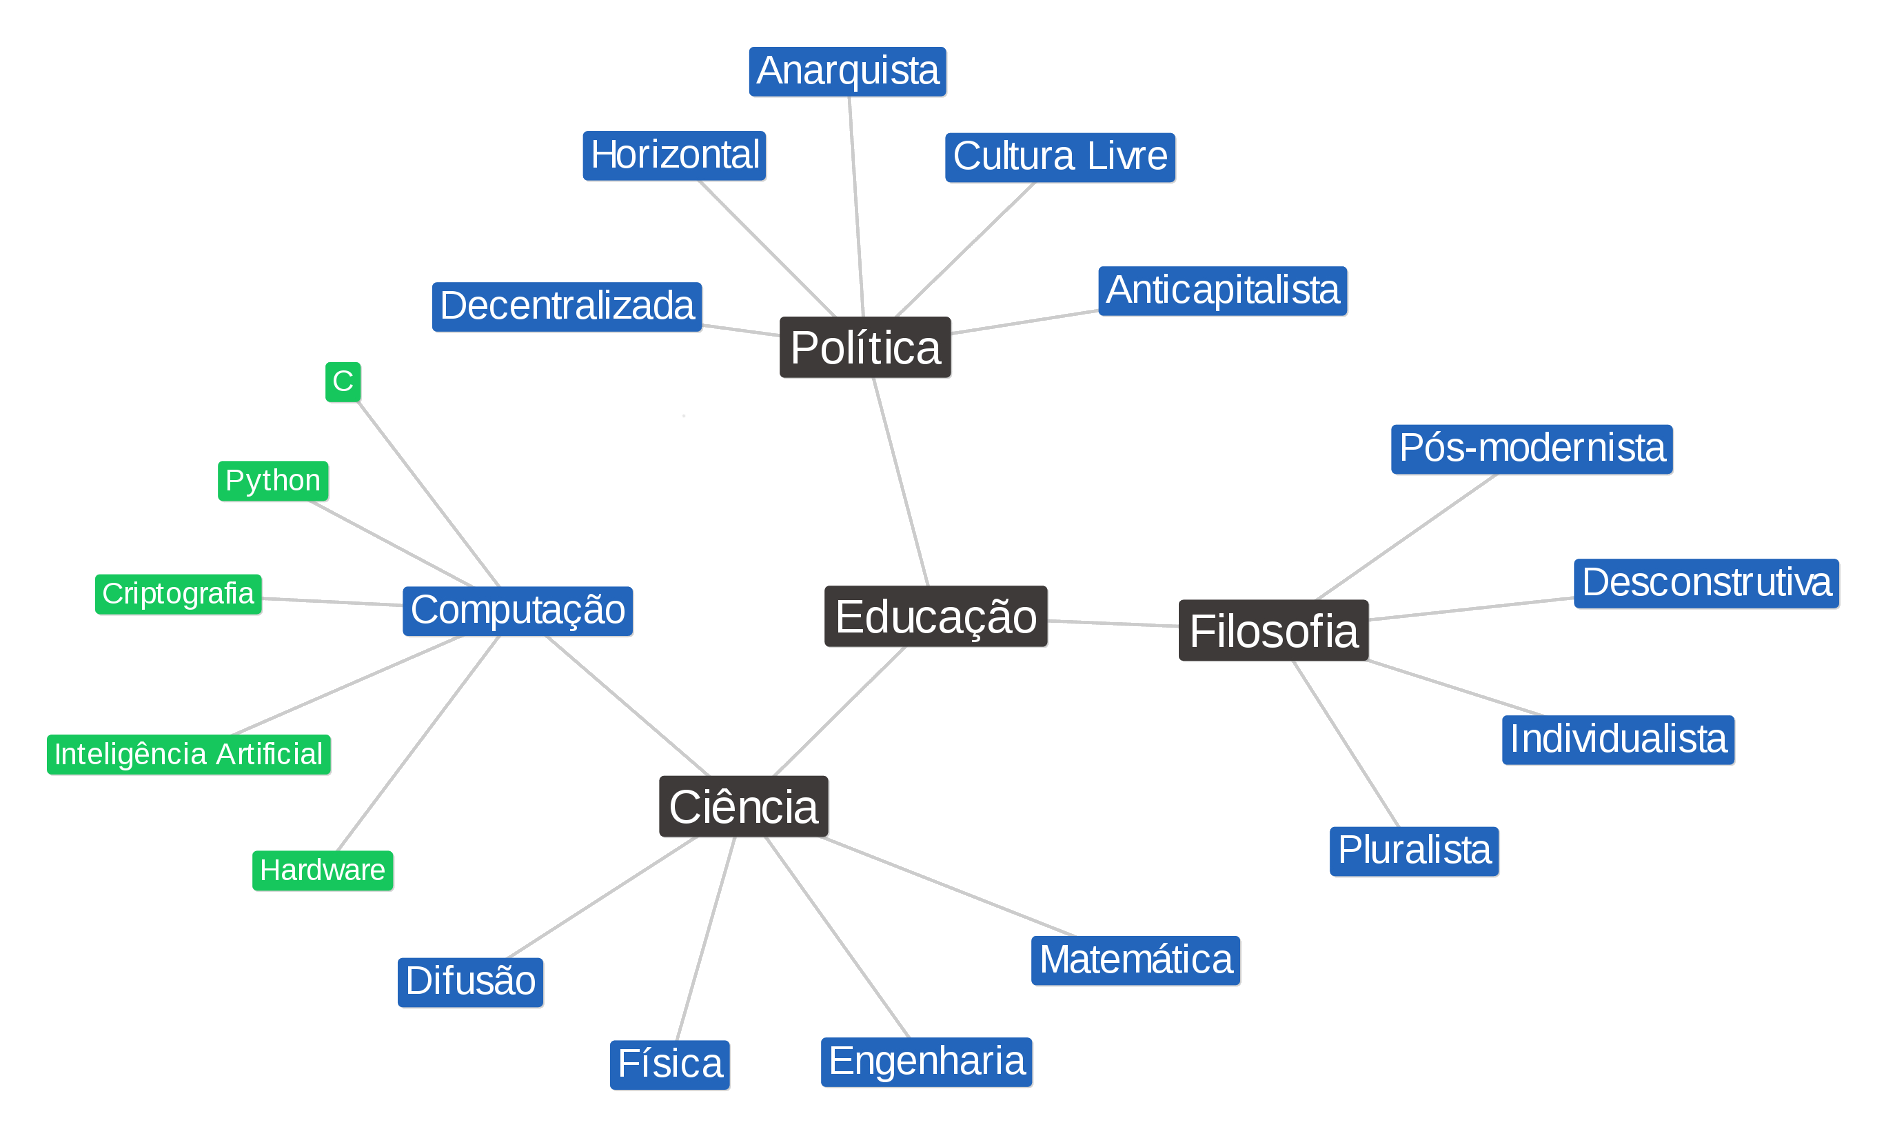 Anarquista
Horizontal
Cultura Livre
Anticapitalista
Decentralizada
Política
C
Pós-modernista
Python
Desconstrutiva
Criptografia
Computação
Educação
Filosofia
Individualista
Inteligência Artificial
Ciência
Pluralista
Hardware
Matemática
Difusão
Engenharia
Física